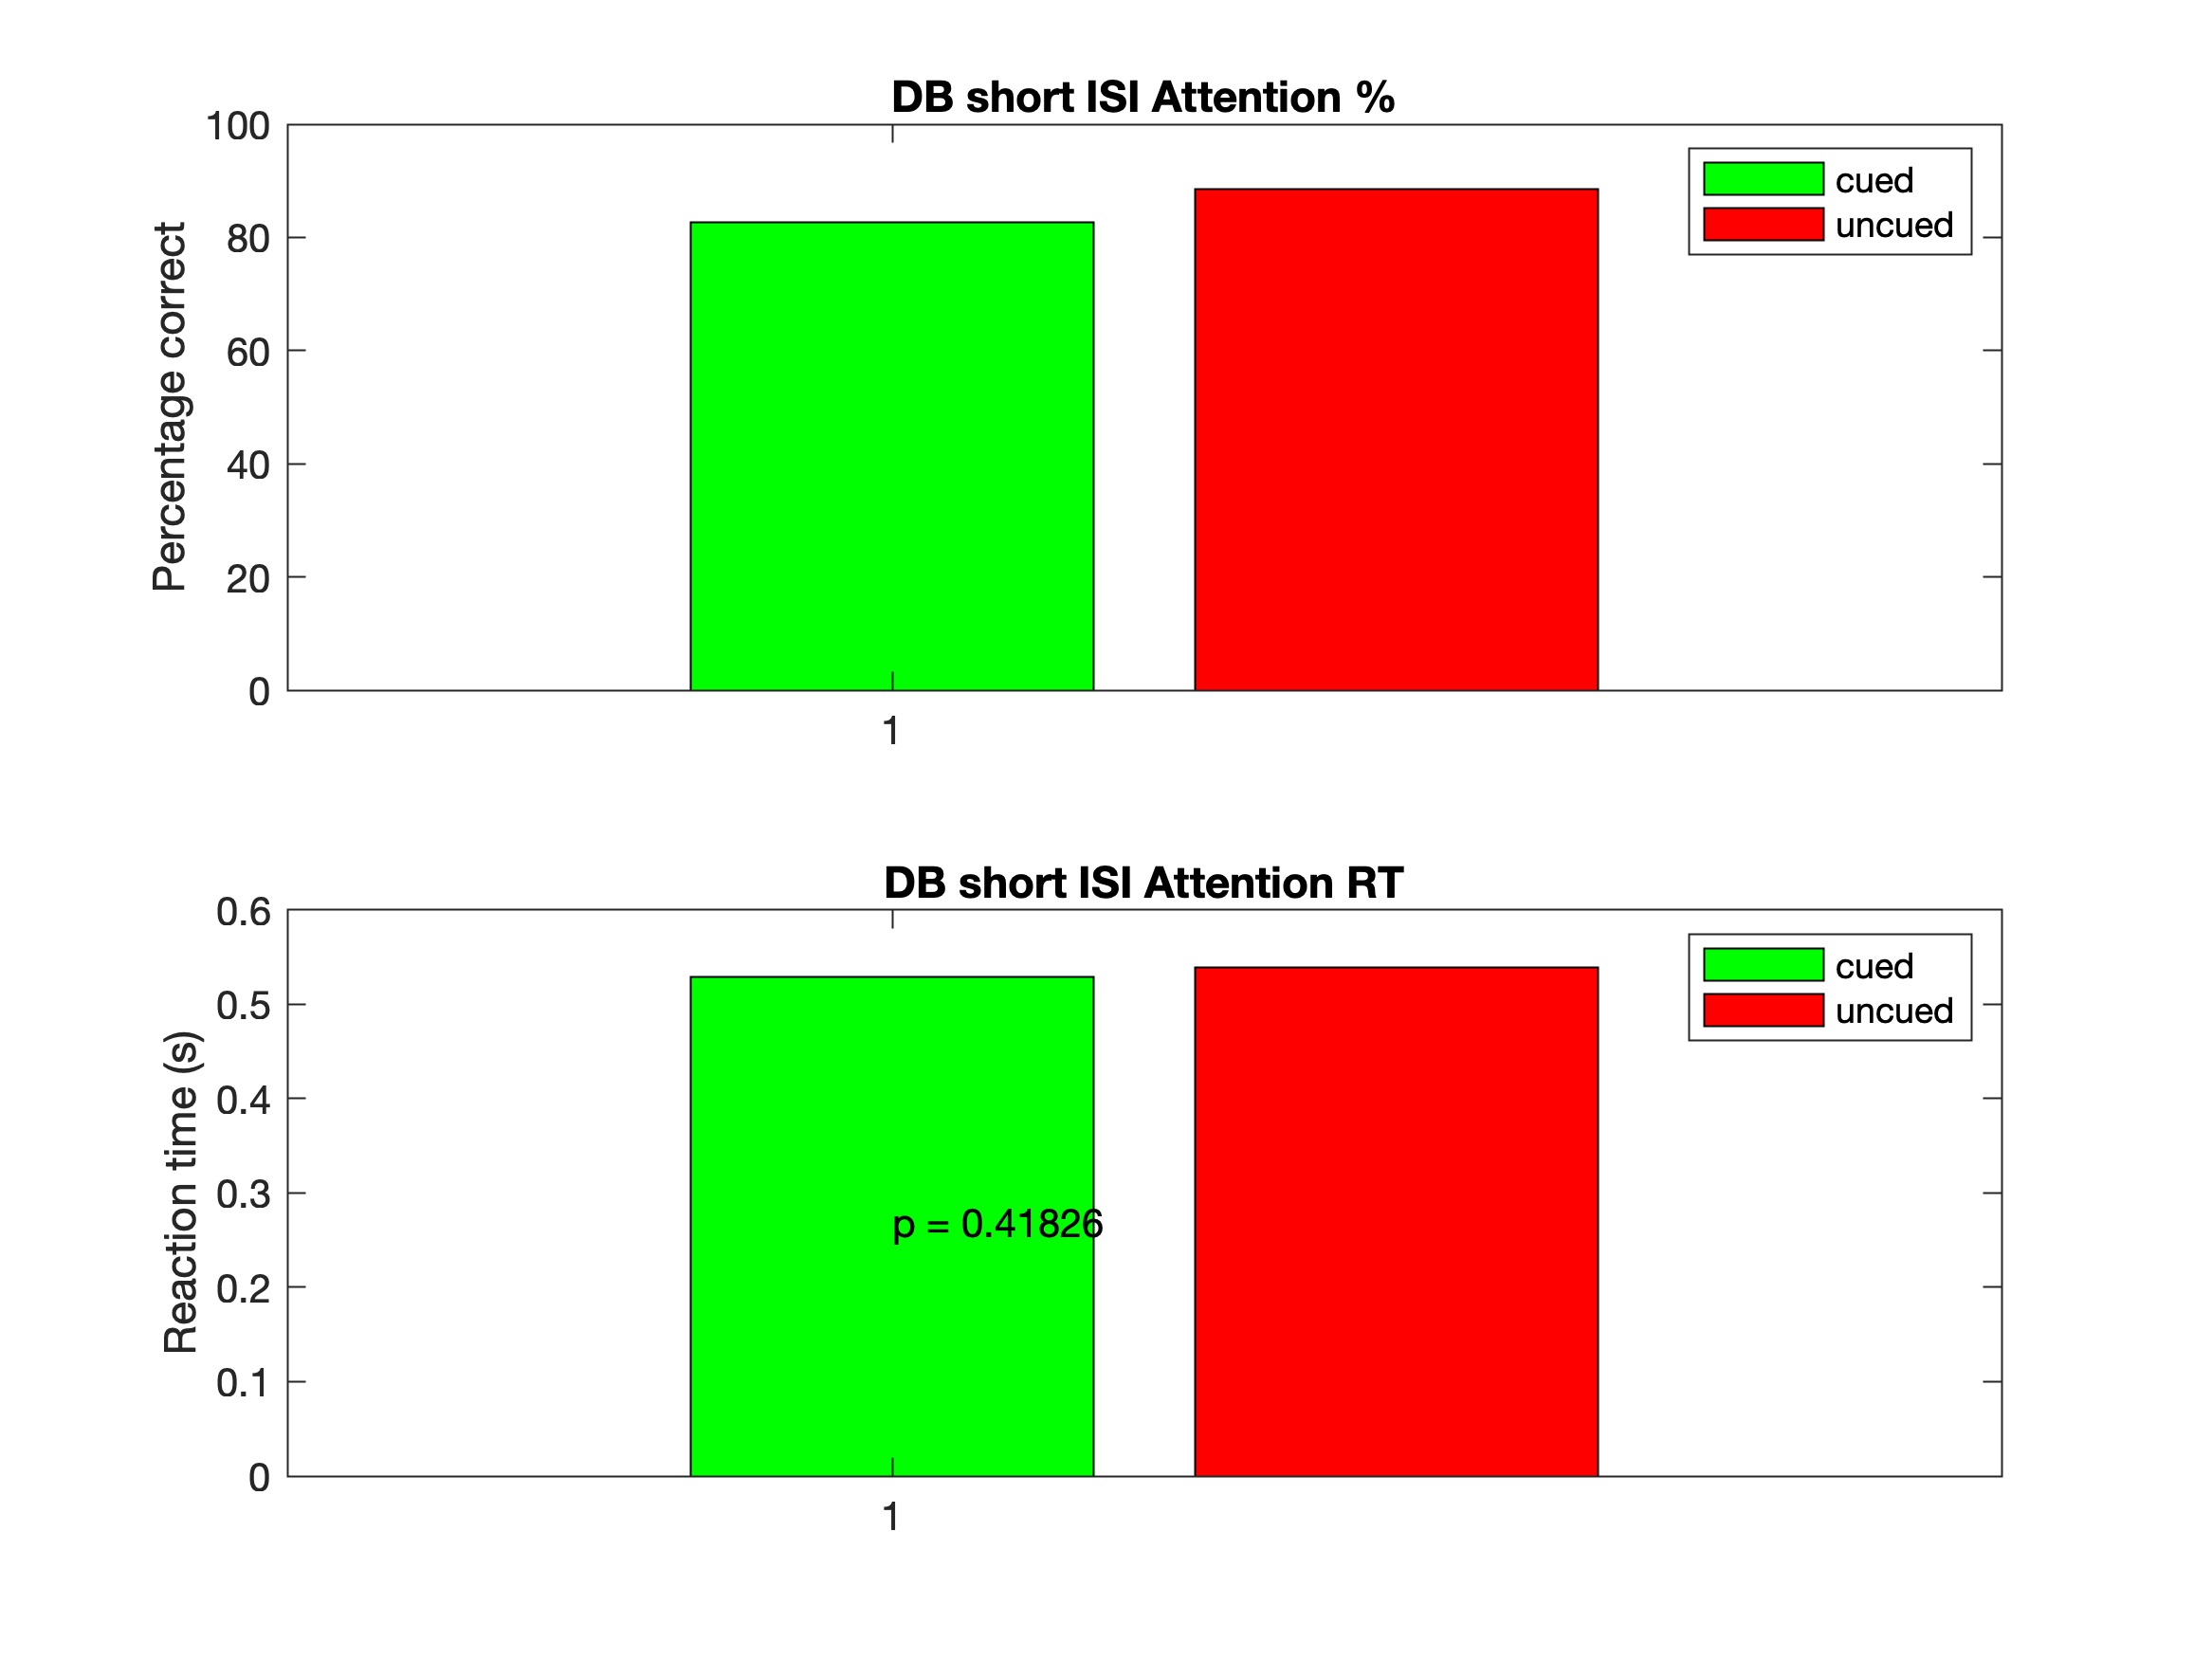 DB short ISI Attention %
100
80
60
40
20
0
Percentage correct
cued
uncued
1
DB short ISI Attention RT
0.6
0.5
0.4
0.3
0.2
0.1
0
Reaction time (s)
cued
uncued
p = 0.41826
1